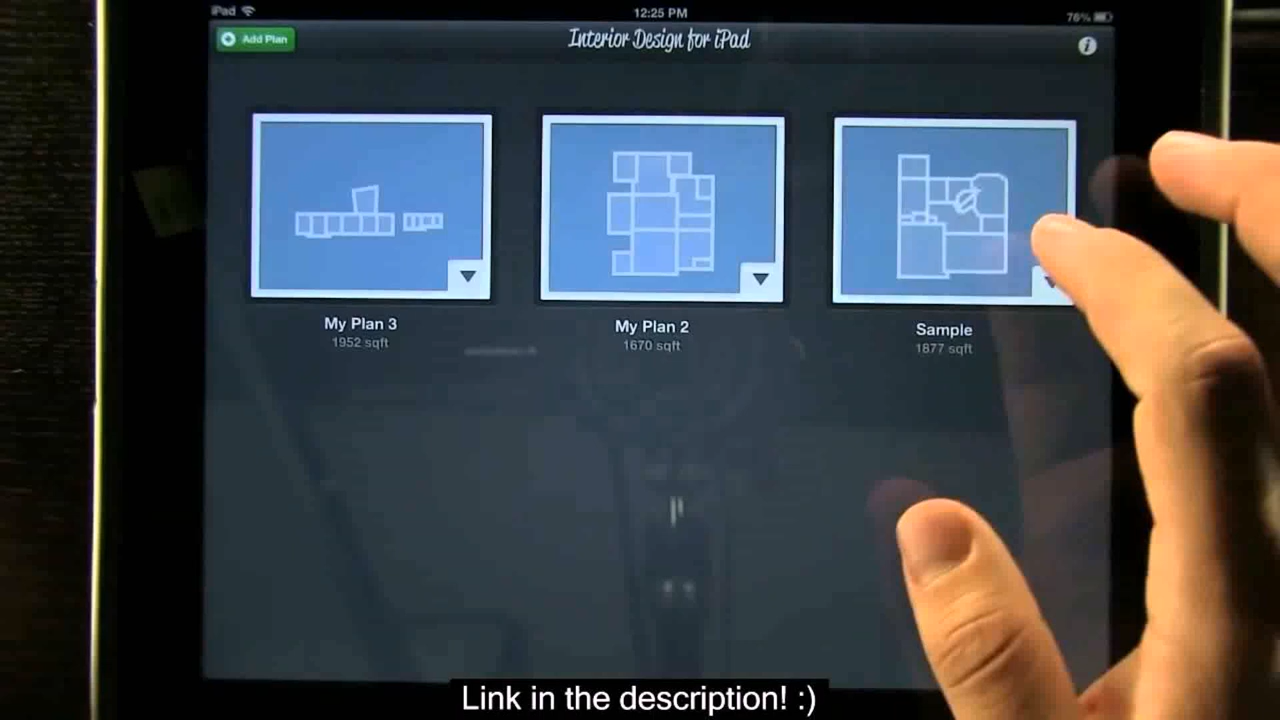 iPad 12:25 PM 76%
Add Plan Interior Design for iPad i
My Plan 3 My Plan 2 Sample
1952 sqft 1670 sqft 1877 sqft
Link in the description! :)